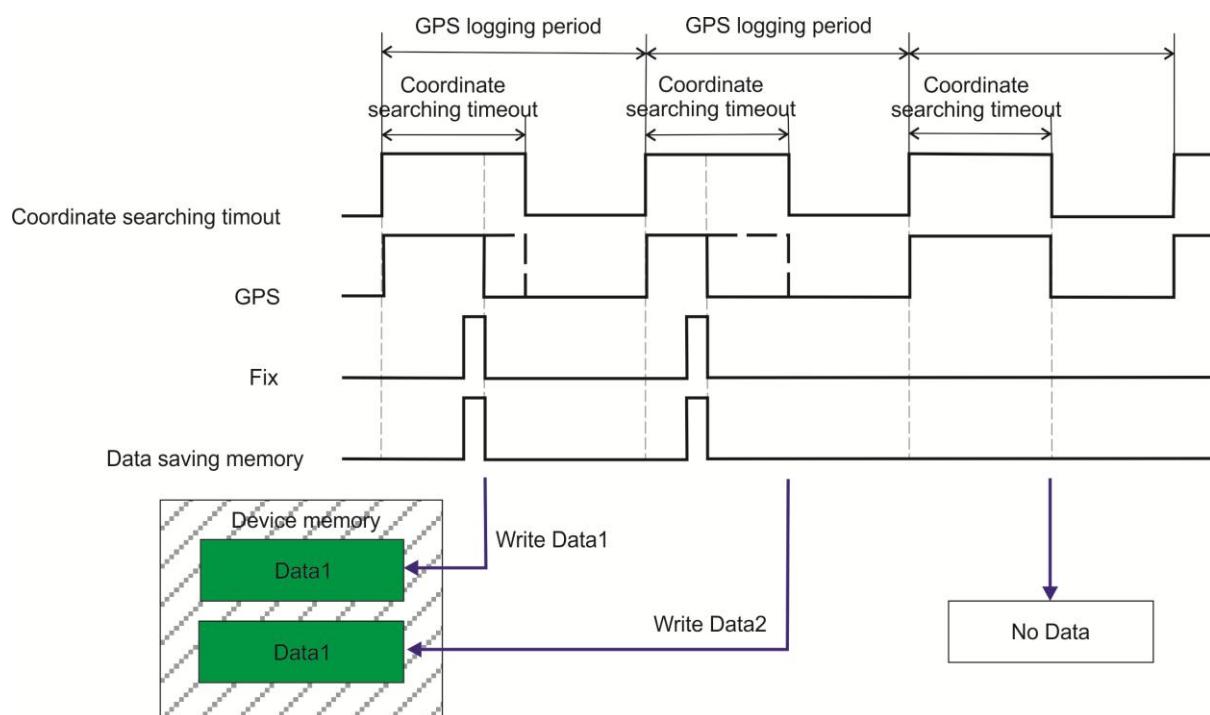 GPS logging period
GPS logging period
Coordinate
searching timeout
Coordinate
searching timeout
Coordinate
searching timeout
Coordinate searching timout
GPS
Fix
Data saving memory
Device memory
Data1
Write Data1
Data1
Write Data2
No Data